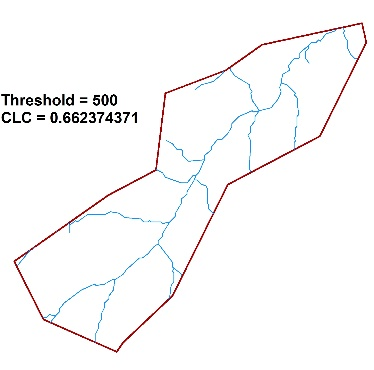 Threshold = 500
CLC = 0.662374371